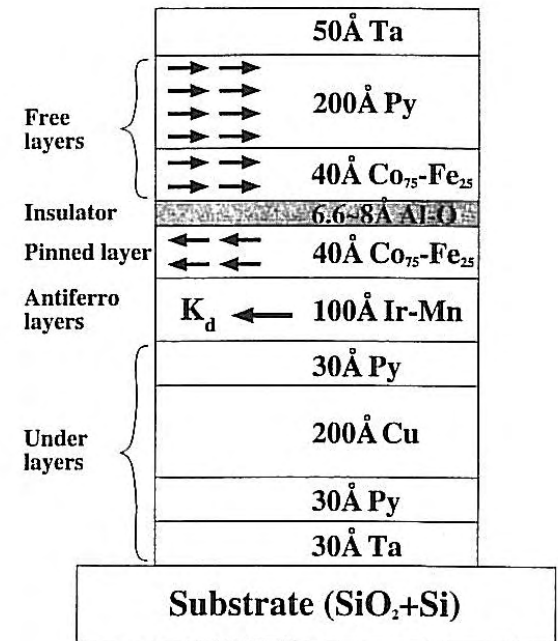 50Å Ta
Free
layers
200Å Py
40Å Co₇₅-Fe₂₅
Insulator
6.6~8Å Al-O
Pinned layer
40Å Co₇₅-Fe₂₅
Antiferro
layers
K_d
100Å Ir-Mn
30Å Py
Under
layers
200Å Cu
30Å Py
30Å Ta
Substrate (SiO₂+Si)